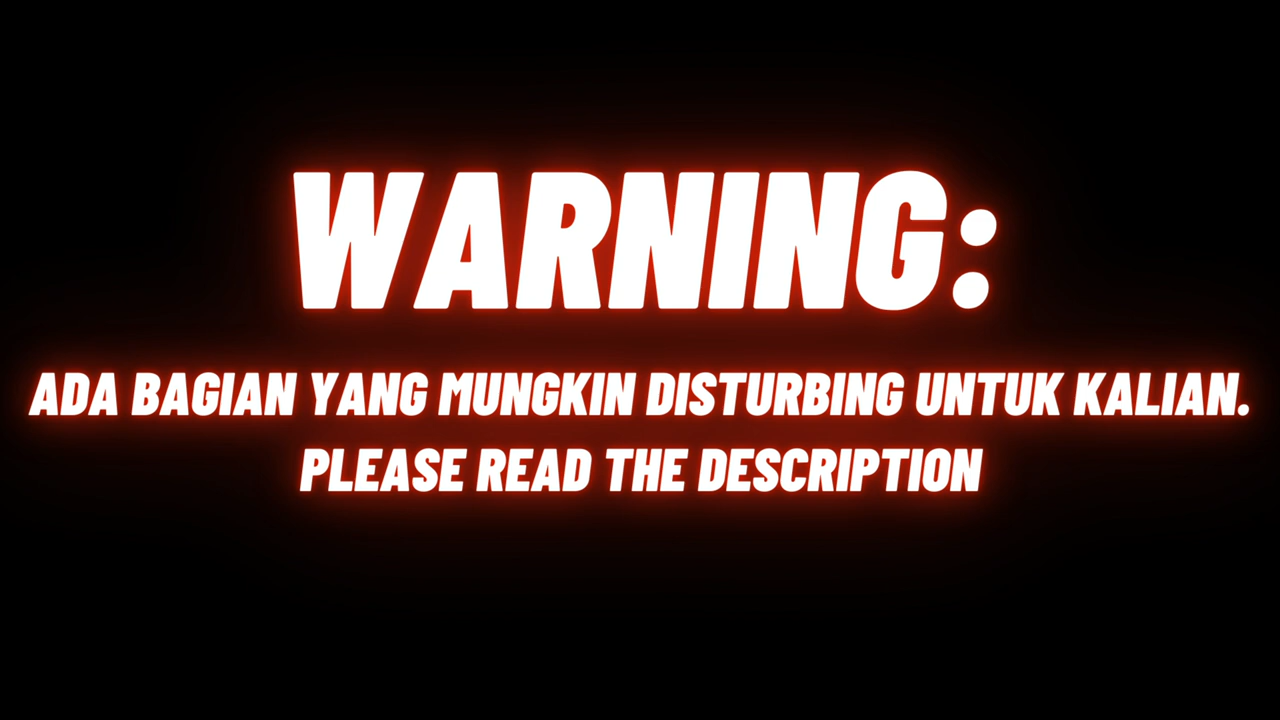 WARNING:
ADA BAGIAN YANG MUNGKIN DISTURBING UNTUK KALIAN.
PLEASE READ THE DESCRIPTION